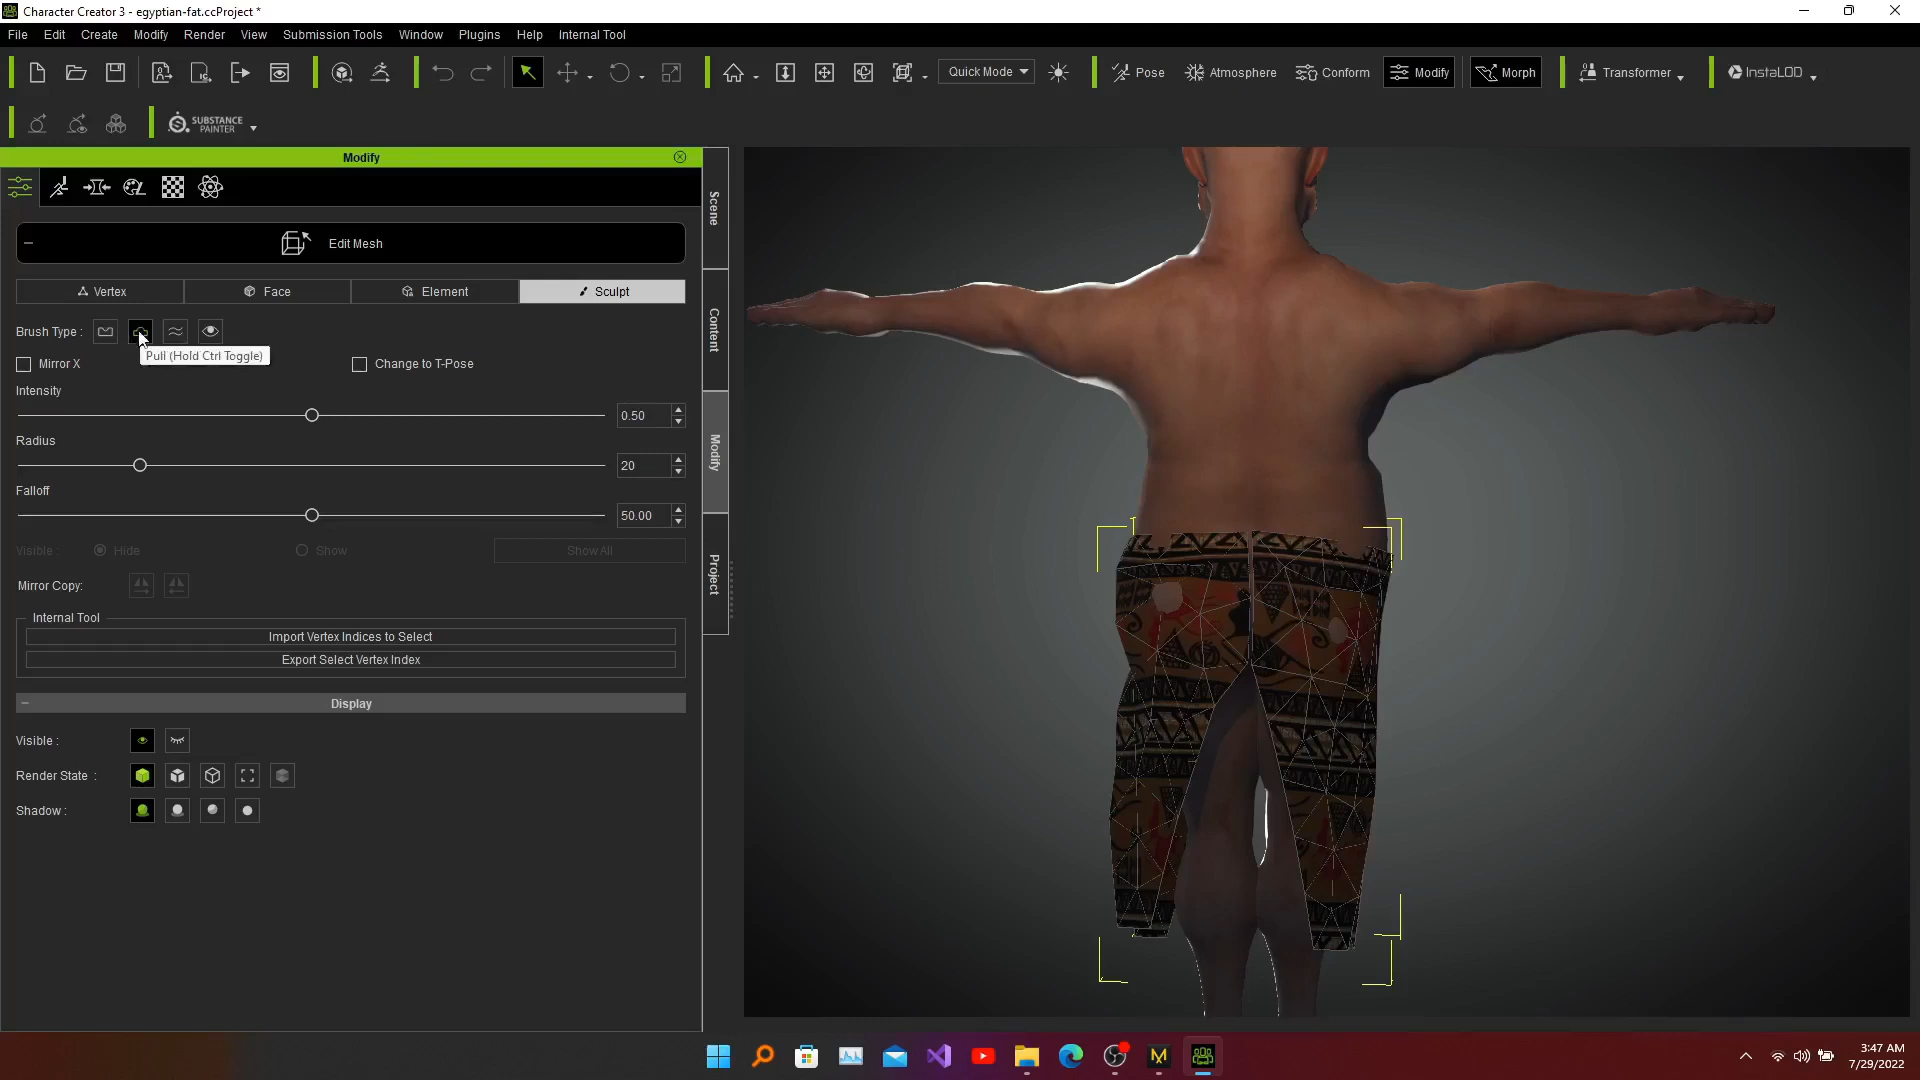 Character Creator 3 - egyptian-fat.ccProject *
File Edit Create Modify Render View Submission Tools Window Plugins Help Internal Tool
Quick Mode Pose Atmosphere Conform Modify Morph Transformer InstaLOD
SUBSTANCE PAINTER
Modify
Edit Mesh
Vertex Face Element Sculpt
Brush Type :
Pull (Hold Ctrl Toggle)
Mirror X Change to T-Pose
Intensity
0.50
Radius
20
Falloff
50.00
Visible : Hide Show Show All
Mirror Copy:
Internal Tool
Import Vertex Indices to Select
Export Select Vertex Index
Display
Visible :
Render State :
Shadow :
Scene
Content
Modify
Project
3:47 AM
7/29/2022